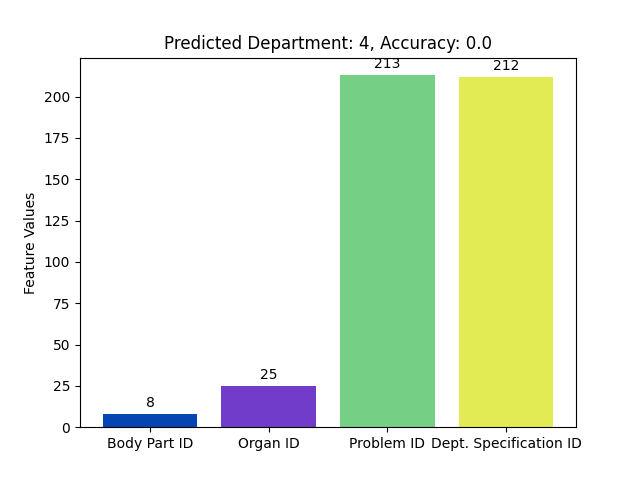 Predicted Department: 4, Accuracy: 0.0
Feature Values
200
175
150
125
100
75
50
25
0
8
25
213
212
Body Part ID
Organ ID
Problem ID
Dept. Specification ID